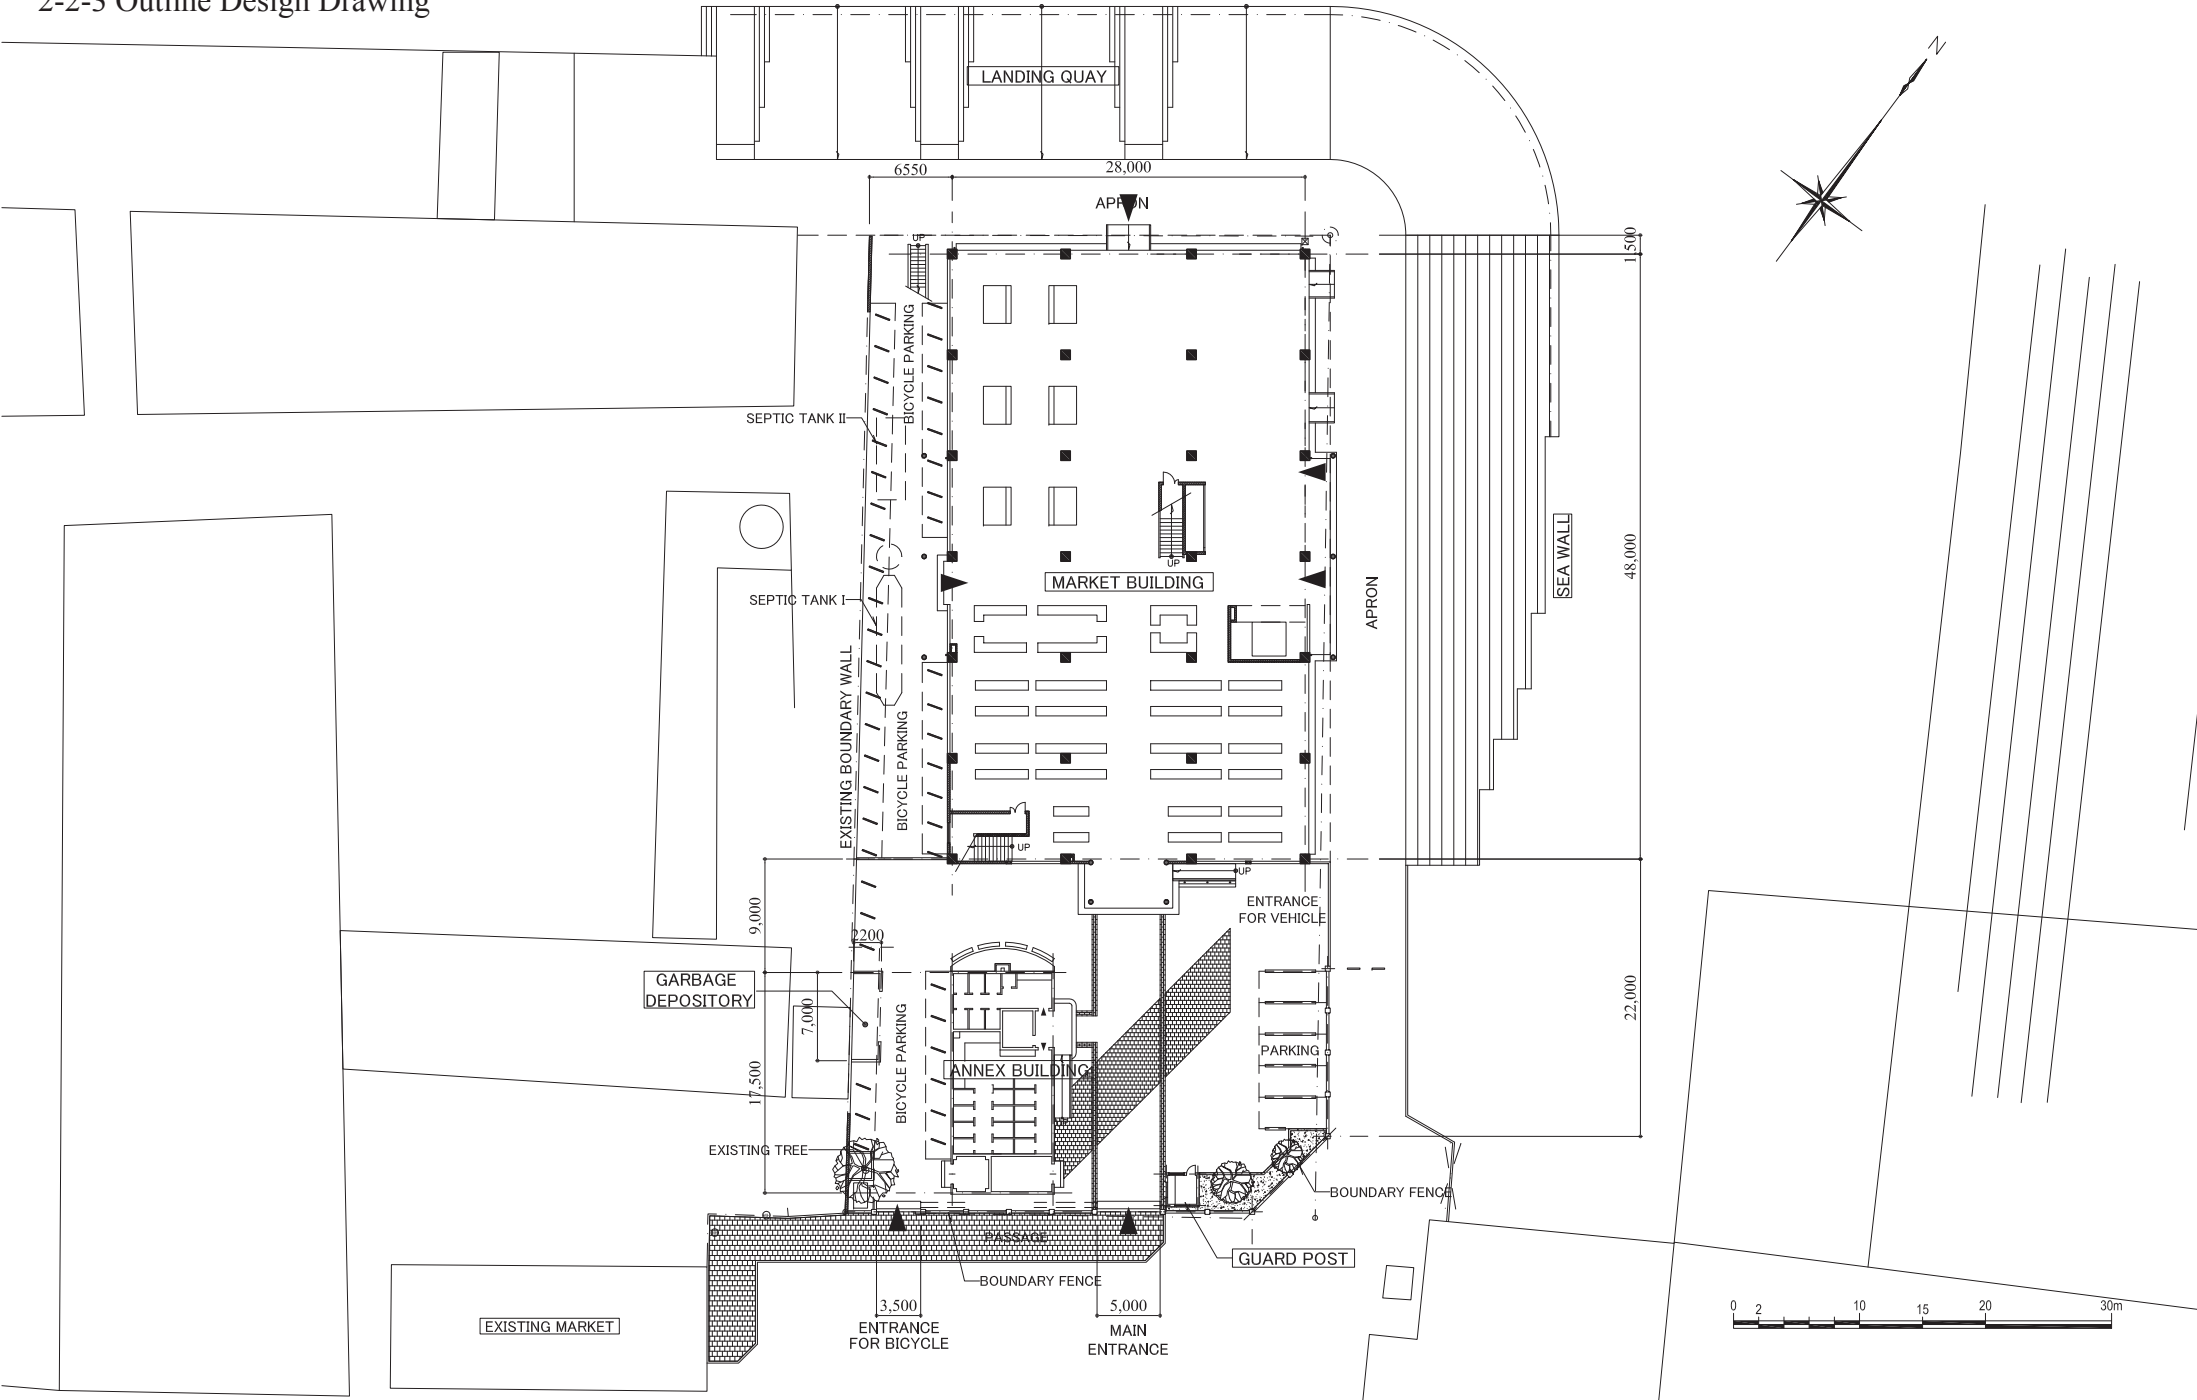 2-2-3 Outline Design Drawing
N
LANDING QUAY
6550
28,000
APRON
UP
1,500
BICYCLE PARKING
SEPTIC TANK II
UP
MARKET BUILDING
SEA WALL
48,000
SEPTIC TANK I
APRON
EXISTING BOUNDARY WALL
BICYCLE PARKING
UP
UP
9,000
ENTRANCE
FOR VEHICLE
2200
GARBAGE
DEPOSITORY
7,000
22,000
BICYCLE PARKING
PARKING
ANNEX BUILDING
17,500
EXISTING TREE
BOUNDARY FENCE
PASSAGE
GUARD POST
BOUNDARY FENCE
3,500
5,000
0 2 10 15 20 30m
EXISTING MARKET
ENTRANCE
FOR BICYCLE
MAIN
ENTRANCE